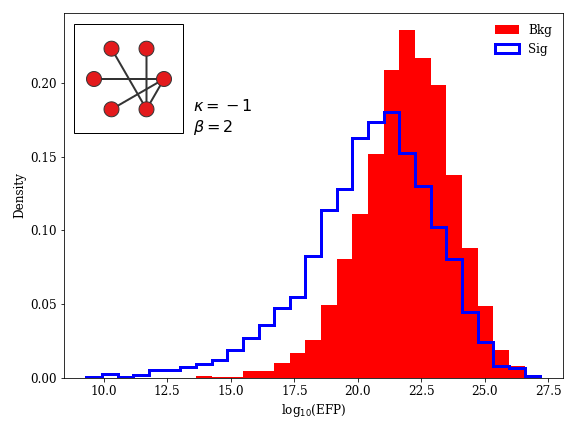 Bkg
Sig
κ = −1
β = 2
Density
0.20
0.15
0.10
0.05
0.00
10.0 12.5 15.0 17.5 20.0 22.5 25.0 27.5
log₁₀(EFP)